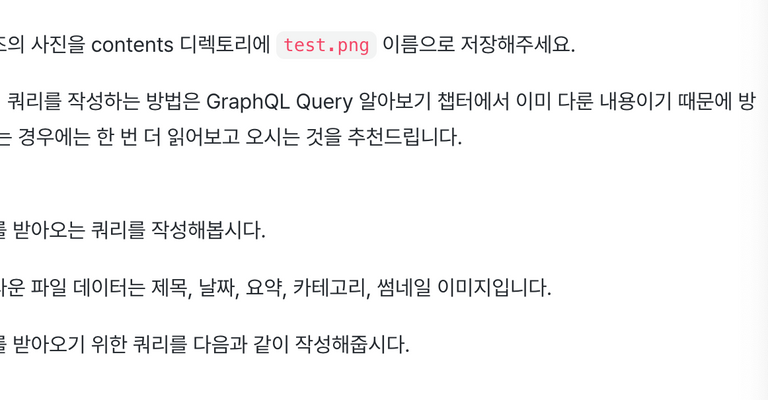 의 사진을 contents 디렉토리에 test.png 이름으로 저장해주세요.
쿼리를 작성하는 방법은 GraphQL Query 알아보기 챕터에서 이미 다룬 내용이기 때문에 방
는 경우에는 한 번 더 읽어보고 오시는 것을 추천드립니다.
를 받아오는 쿼리를 작성해봅시다.
운 파일 데이터는 제목, 날짜, 요약, 카테고리, 썸네일 이미지입니다.
를 받아오기 위한 쿼리를 다음과 같이 작성해줍시다.